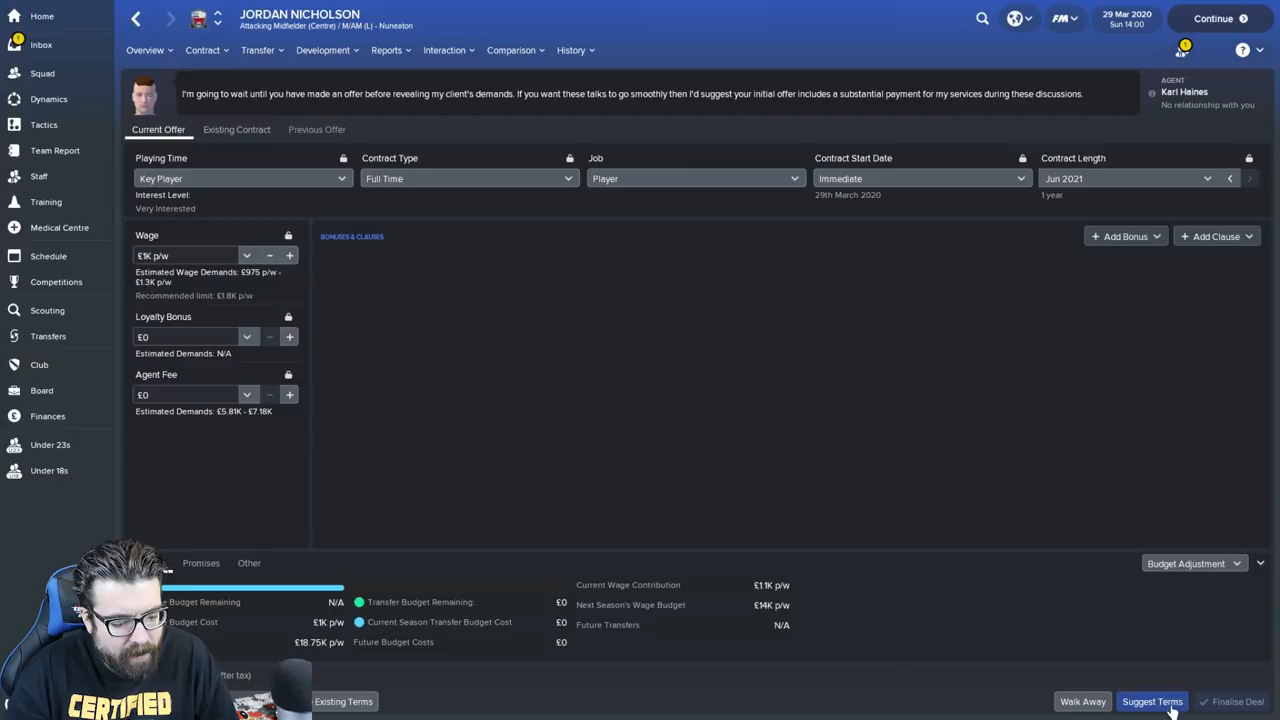 Home
JORDAN NICHOLSON
Attacking Midfielder (Centre) / M/AM (L) - Nuneaton
FM
29 Mar 2020
Sun 14:00
Continue
1
Inbox
Overview
Contract
Transfer
Development
Reports
Interaction
Comparison
History
1
?
Squad
Dynamics
Tactics
Team Report
Staff
Training
Medical Centre
Schedule
Competitions
Scouting
Transfers
Club
Board
Finances
Under 23s
Under 18s
I'm going to wait until you have made an offer before revealing my client's demands. If you want these talks to go smoothly then I'd suggest your initial offer includes a substantial payment for my services during these discussions.
AGENT
Karl Haines
No relationship with you
Current Offer
Existing Contract
Previous Offer
Playing Time
Key Player
Interest Level:
Very Interested
Contract Type
Full Time
Job
Player
Contract Start Date
Immediate
29th March 2020
Contract Length
Jun 2021
1 year
Wage
£1K p/w
Estimated Wage Demands: £975 p/w -
£1.3K p/w
Recommended limit: £1.8K p/w
Loyalty Bonus
£0
Estimated Demands: N/A
Agent Fee
£0
Estimated Demands: £5.81K - £7.18K
BONUSES & CLAUSES
Add Bonus
Add Clause
Promises
Other
Budget Adjustment
Budget Remaining
N/A
Budget Cost
£1K p/w
£18.75K p/w
Transfer Budget Remaining:
£0
Current Season Transfer Budget Cost
£0
Future Budget Costs
£0
Current Wage Contribution
£1.1K p/w
Next Season's Wage Budget
£14K p/w
Future Transfers
N/A
ter tax)
Existing Terms
Walk Away
Suggest Terms
Finalise Deal
CERTIFIED